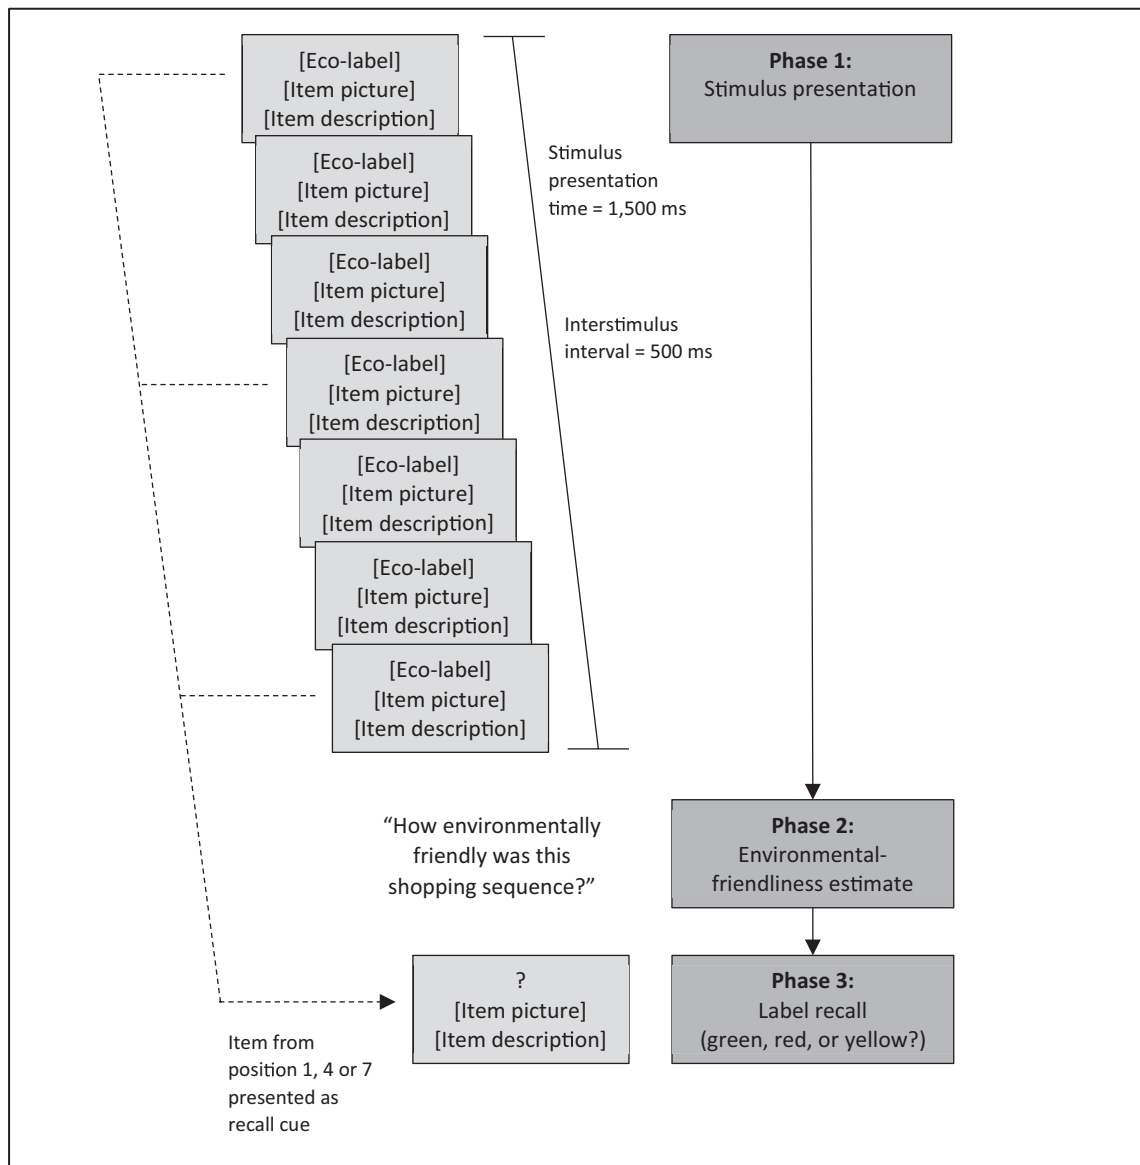 [Eco-label]
[Item picture]
[Item description]
[Eco-label]
[Item picture]
[Item description]
[Eco-label]
[Item picture]
[Item description]
[Eco-label]
[Item picture]
[Item description]
[Eco-label]
[Item picture]
[Item description]
[Eco-label]
[Item picture]
[Item description]
[Eco-label]
[Item picture]
[Item description]
Stimulus
presentation
time = 1,500 ms
Interstimulus
interval = 500 ms
Phase 1:
Stimulus presentation
“How environmentally
friendly was this
shopping sequence?”
Phase 2:
Environmental-
friendliness estimate
Item from
position 1, 4 or 7
presented as
recall cue
?
[Item picture]
[Item description]
Phase 3:
Label recall
(green, red, or yellow?)